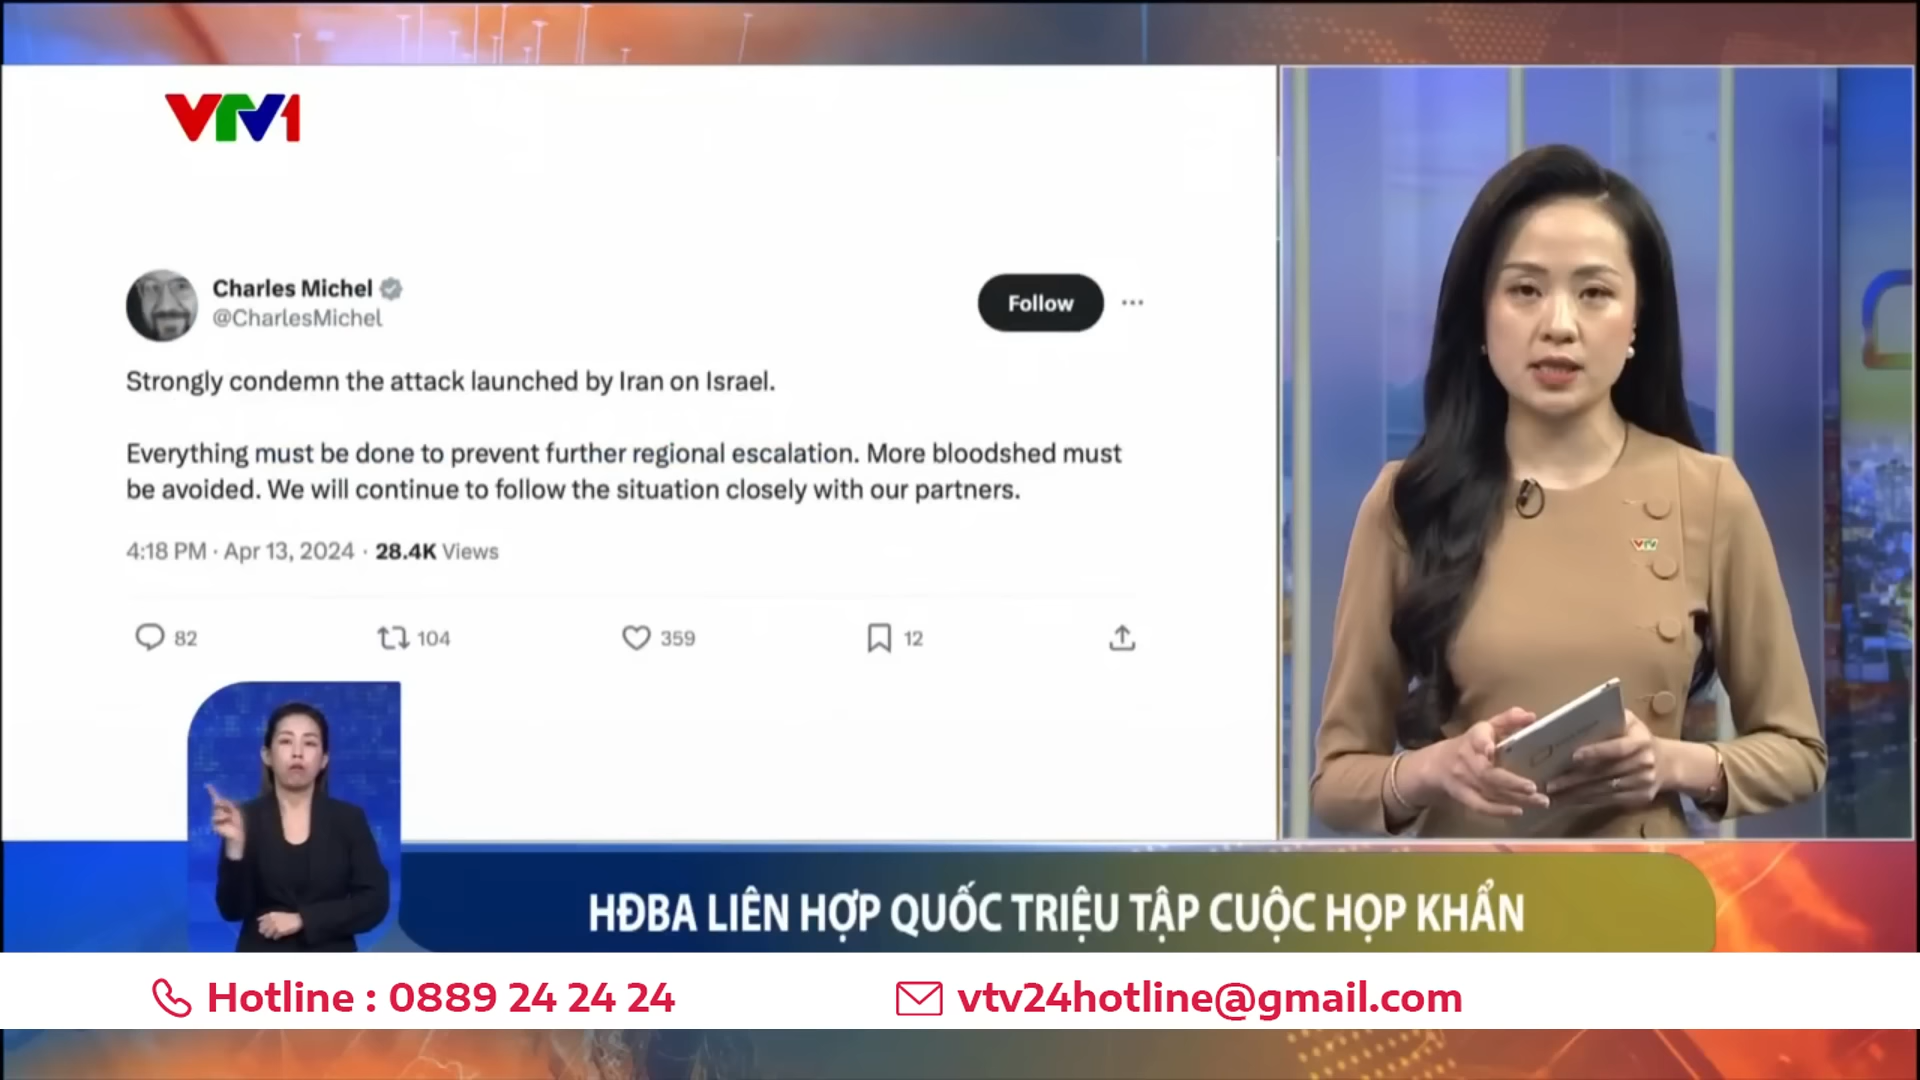 VTV1
Charles Michel
@CharlesMichel
Follow
Strongly condemn the attack launched by Iran on Israel.
Everything must be done to prevent further regional escalation. More bloodshed must
be avoided. We will continue to follow the situation closely with our partners.
4:18 PM · Apr 13, 2024 · 28.4K Views
82
104
359
12
VTV
HĐBA LIÊN HỢP QUỐC TRIỆU TẬP CUỘC HỌP KHẨN
Hotline : 0889 24 24 24
vtv24hotline@gmail.com